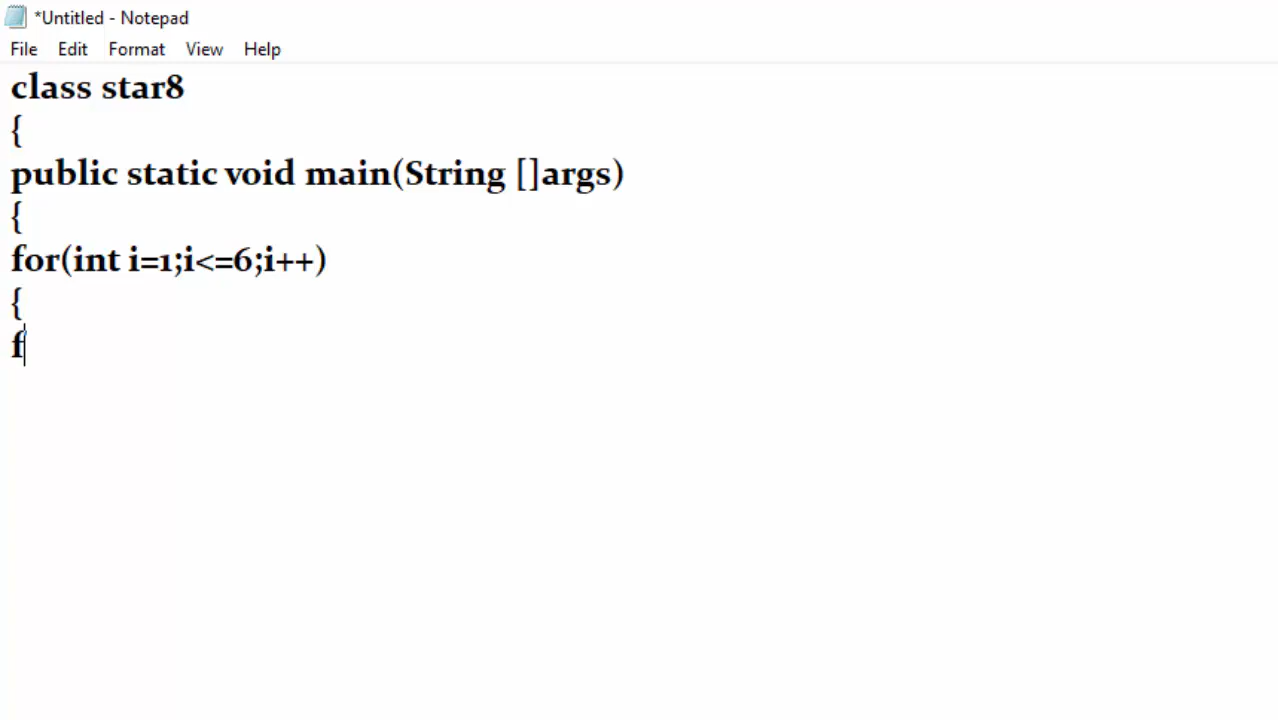 *Untitled - Notepad
File Edit Format View Help
class star8
{
public static void main(String []args)
{
for(int i=1;i<=6;i++)
{
f